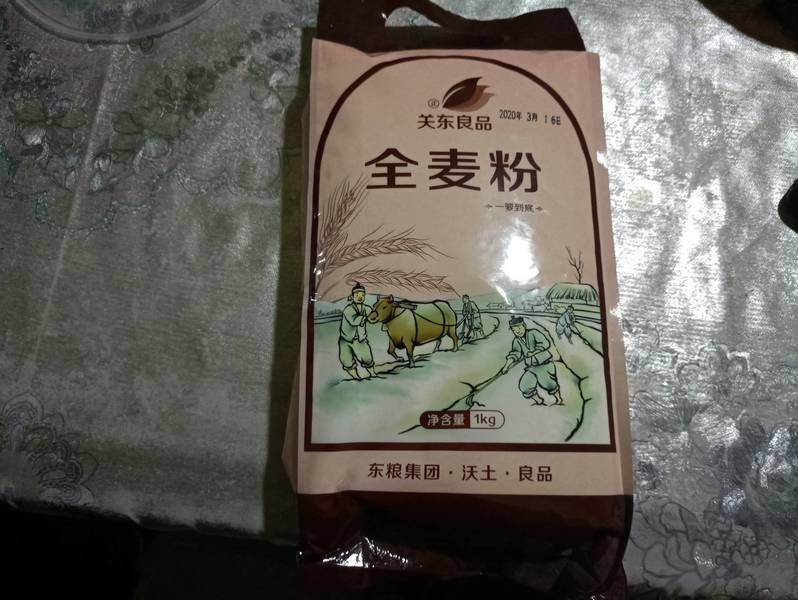 关东良品
2020年 3月 16日
全麦粉
一箩到底
净含量 1kg
东粮集团·沃土·良品